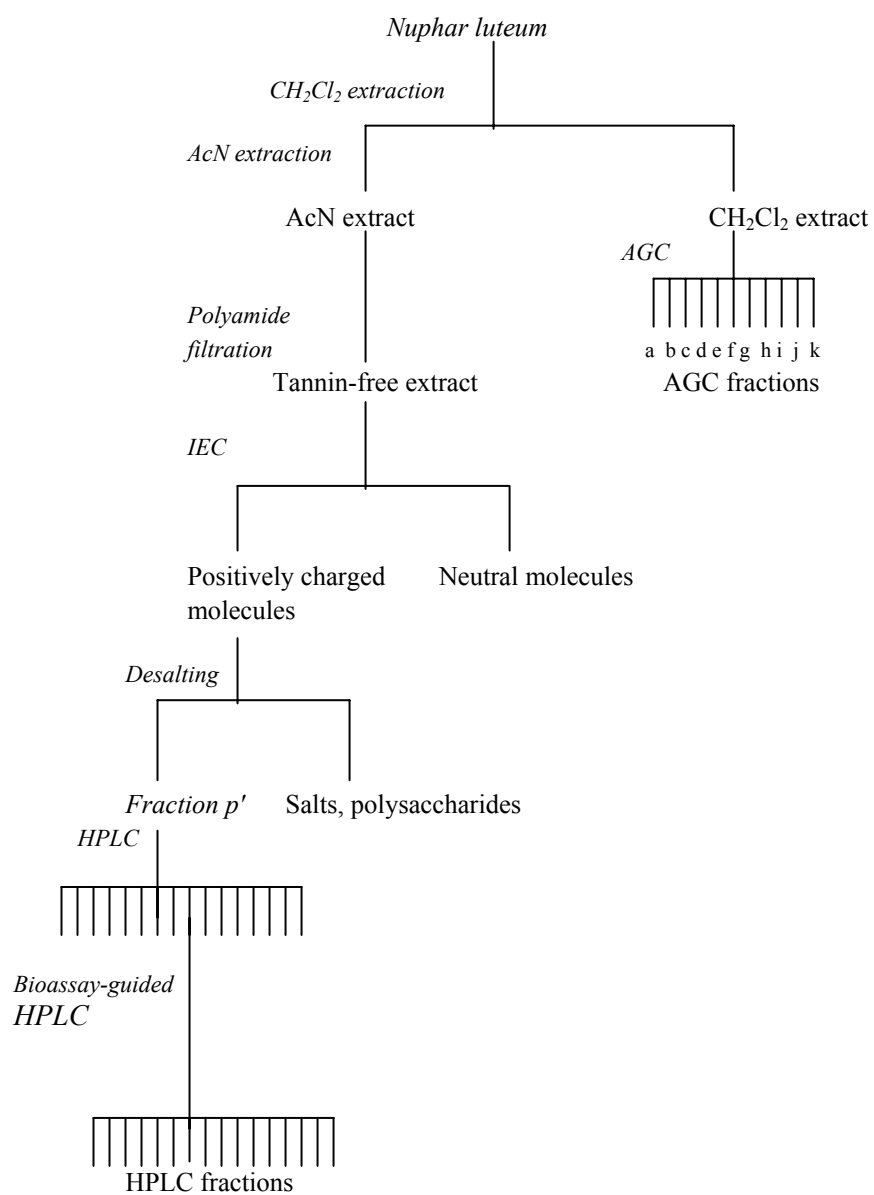 Nuphar luteum
CH₂Cl₂ extraction
AcN extraction
AcN extract
CH₂Cl₂ extract
AGC
Polyamide
filtration
a b c d e f g h i j k
Tannin-free extract
AGC fractions
IEC
Positively charged
molecules
Neutral molecules
Desalting
Fraction p'
Salts, polysaccharides
HPLC
Bioassay-guided
HPLC
HPLC fractions